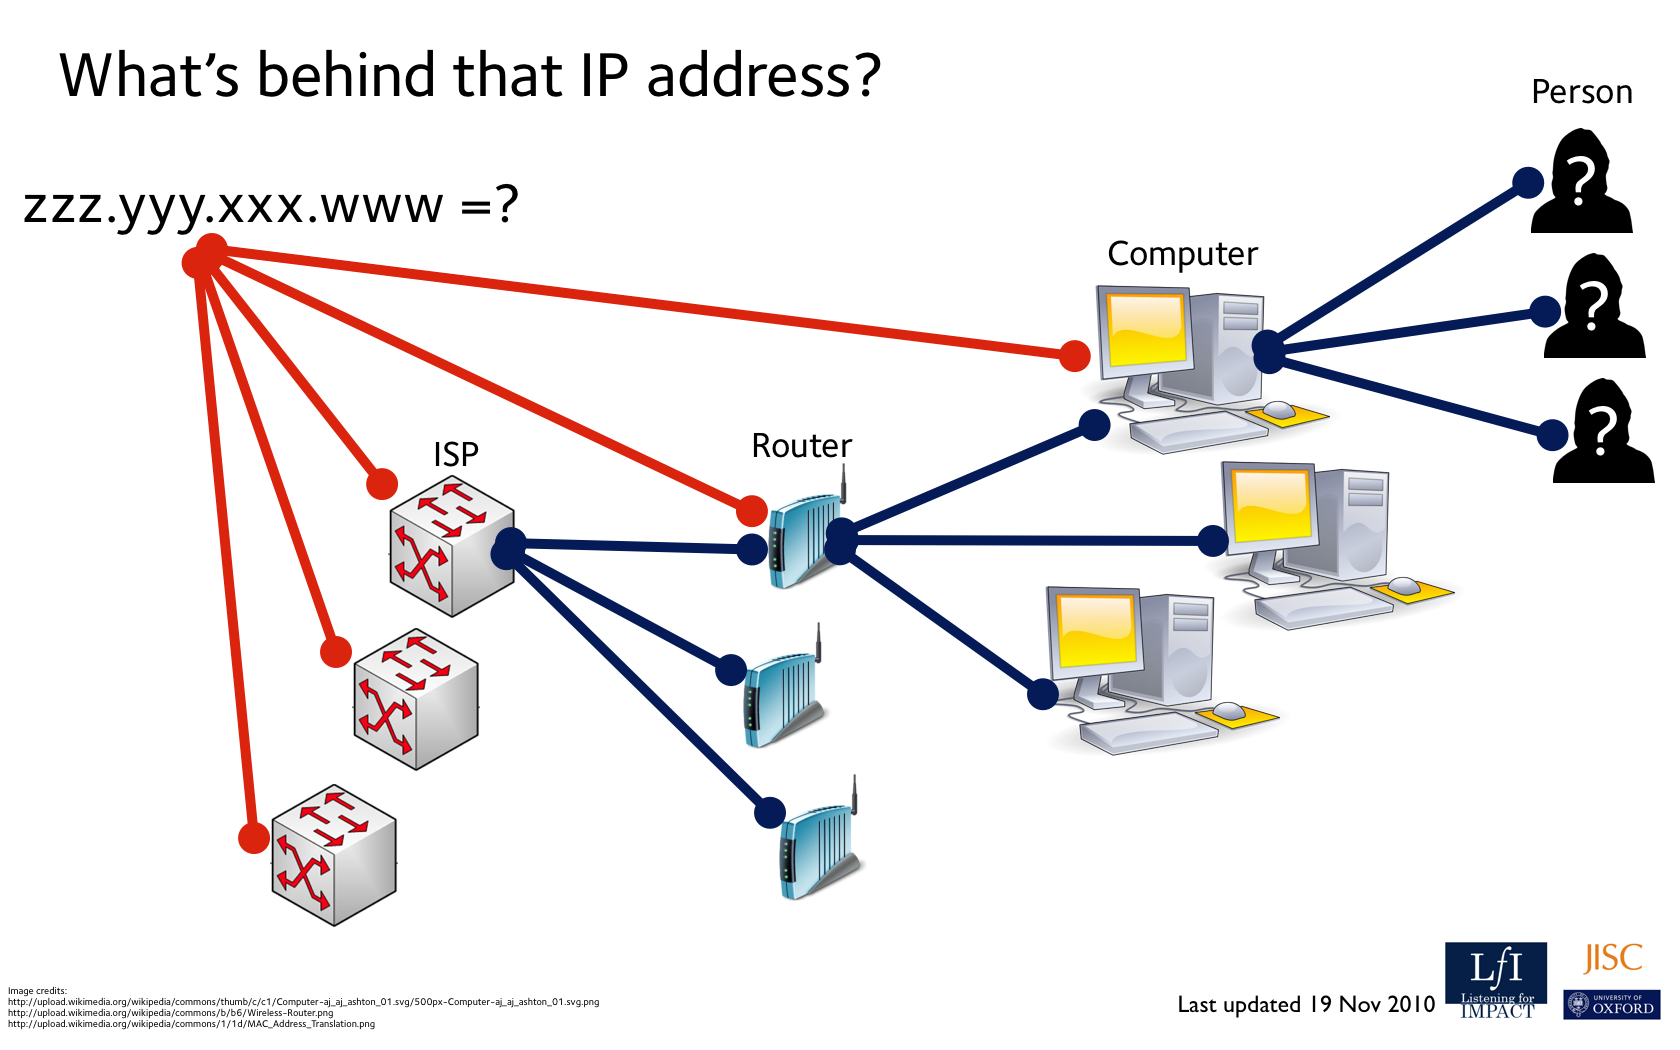 What's behind that IP address?
Person
?
zzz.yyy.xxx.www =?
Computer
?
?
ISP
Router
Image credits:
http://upload.wikimedia.org/wikipedia/commons/thumb/c/c1/Computer-aj_aj_ashton_01.svg/500px-Computer-aj_aj_ashton_01.svg.png
http://upload.wikimedia.org/wikipedia/commons/b/b6/Wireless-Router.png
http://upload.wikimedia.org/wikipedia/commons/1/1d/MAC_Address_Translation.png
Last updated 19 Nov 2010
LfI
Listening for
IMPACT
JISC
UNIVERSITY OF
OXFORD